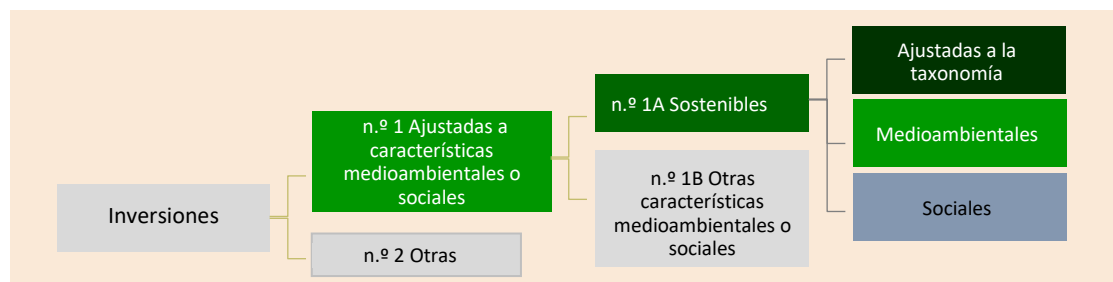 Inversiones
n.º 1 Ajustadas a
características
medioambientales o
sociales
n.º 2 Otras
n.º 1A Sostenibles
n.º 1B Otras
características
medioambientales o
sociales
Ajustadas a la
taxonomía
Medioambientales
Sociales